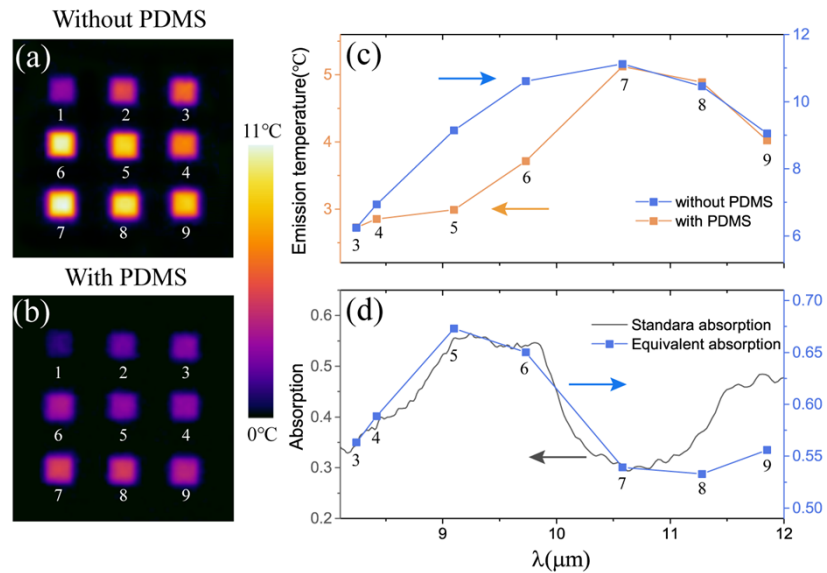 Without PDMS
(a)
1 2 3
6 5 4
7 8 9
With PDMS
(b)
1 2 3
6 5 4
7 8 9
11℃
0℃
(c)
Emission temperature(℃)
5
4
3
12
10
8
6
3 4 5 6 7 8 9
without PDMS
with PDMS
(d)
Absorption
0.6
0.5
0.4
0.3
0.2
0.70
0.65
0.60
0.55
0.50
3 4 5 6 7 8 9
Standara absorption
Equivalent absorption
9 10 11 12
λ(μm)